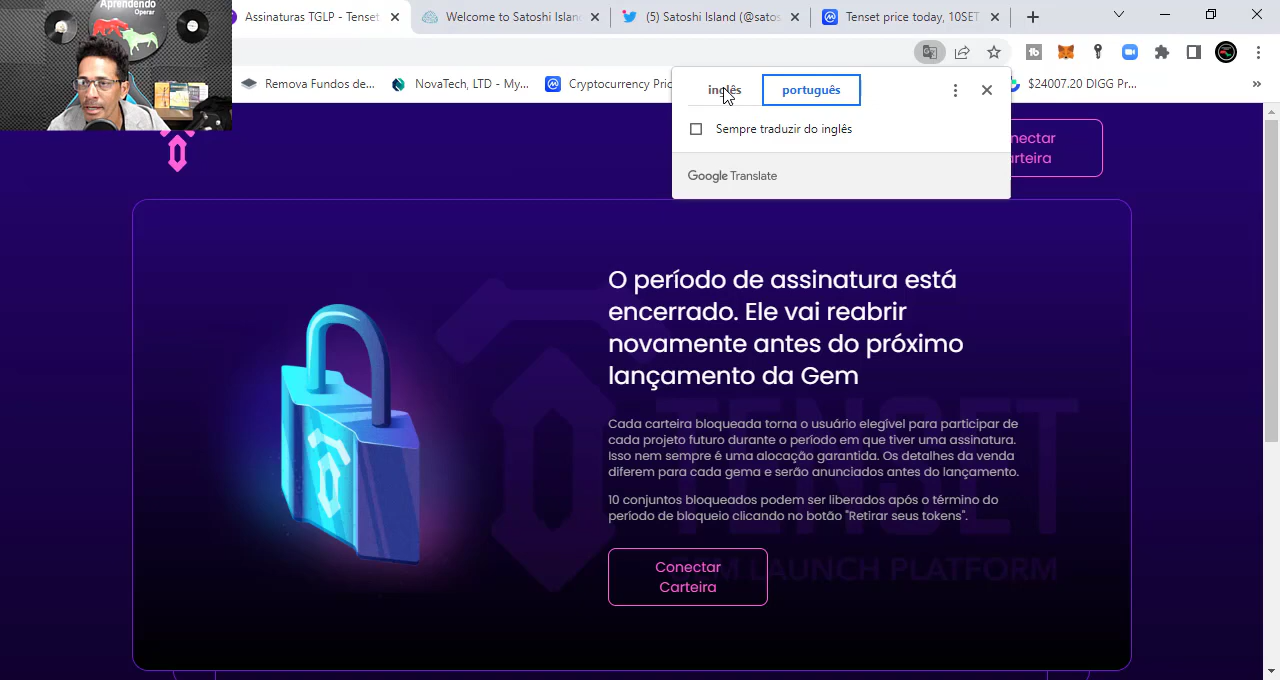 Aprendendo
Operar
Assinaturas TGLP - Tenset
Welcome to Satoshi Islan
(5) Satoshi Island (@satos
Tenset price today, 10SET
Remova Fundos de...
NovaTech, LTD - My...
Cryptocurrency Pri
$24007.20 DIGG Pr...
inglês
português
Sempre traduzir do inglês
Google Translate
nectar
arteira
O período de assinatura está
encerrado. Ele vai reabrir
novamente antes do próximo
lançamento da Gem
Cada carteira bloqueada torna o usuário elegível para participar de
cada projeto futuro durante o período em que tiver uma assinatura.
Isso nem sempre é uma alocação garantida. Os detalhes da venda
diferem para cada gema e serão anunciados antes do lançamento.
10 conjuntos bloqueados podem ser liberados após o término do
período de bloqueio clicando no botão "Retirar seus tokens".
Conectar
Carteira
TENSET
GEM LAUNCH PLATFORM